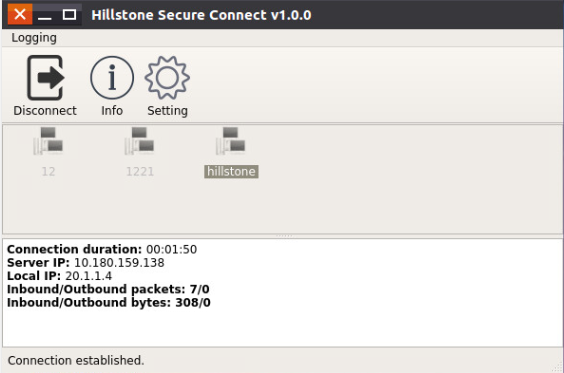 Hillstone Secure Connect v1.0.0
Logging
Disconnect Info Setting
12 1221 hillstone
Connection duration: 00:01:50
Server IP: 10.180.159.138
Local IP: 20.1.1.4
Inbound/Outbound packets: 7/0
Inbound/Outbound bytes: 308/0
Connection established.